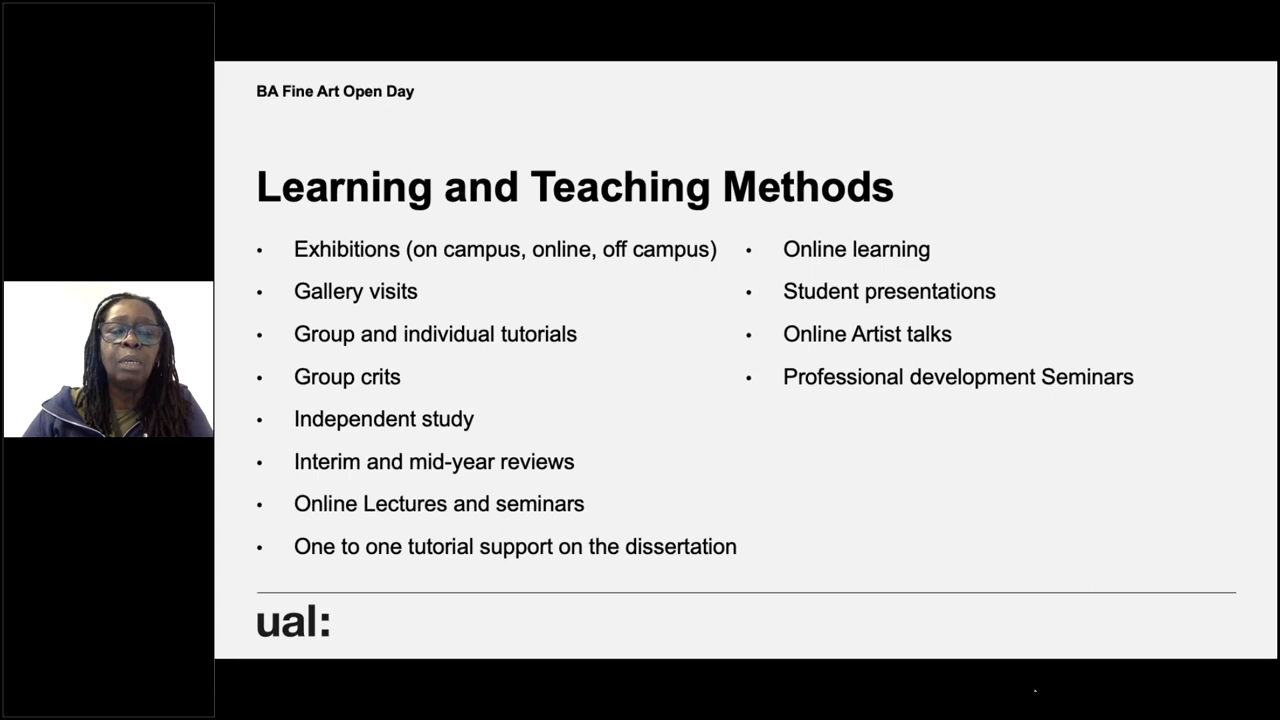 BA Fine Art Open Day
Learning and Teaching Methods
• Exhibitions (on campus, online, off campus)
• Gallery visits
• Group and individual tutorials
• Group crits
• Independent study
• Interim and mid-year reviews
• Online Lectures and seminars
• One to one tutorial support on the dissertation
• Online learning
• Student presentations
• Online Artist talks
• Professional development Seminars
ual: